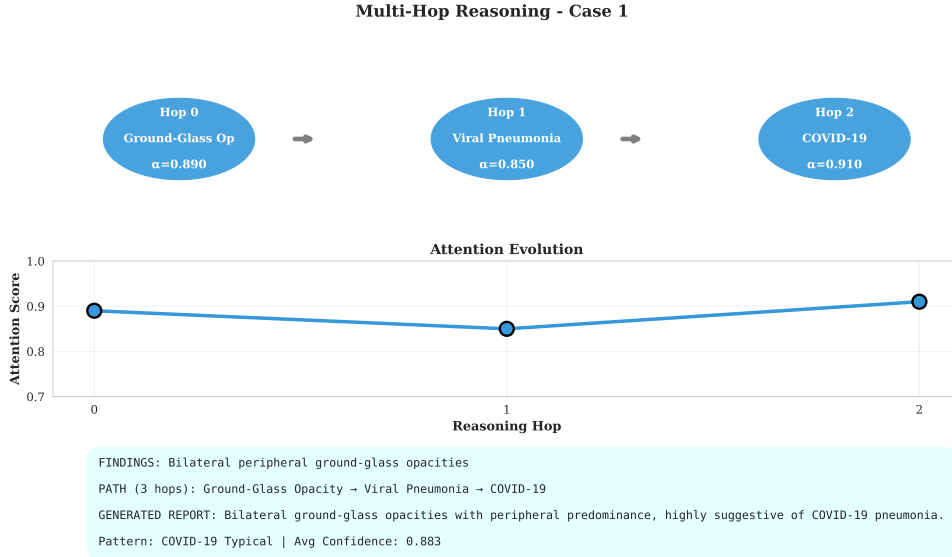 Multi-Hop Reasoning - Case 1
Hop 0
Ground-Glass Op
α=0.890
Hop 1
Viral Pneumonia
α=0.850
Hop 2
COVID-19
α=0.910
Attention Evolution
Attention Score
1.0
0.9
0.8
0.7
0
1
2
Reasoning Hop
FINDINGS: Bilateral peripheral ground-glass opacities
PATH (3 hops): Ground-Glass Opacity → Viral Pneumonia → COVID-19
GENERATED REPORT: Bilateral ground-glass opacities with peripheral predominance, highly suggestive of COVID-19 pneumonia.
Pattern: COVID-19 Typical | Avg Confidence: 0.883